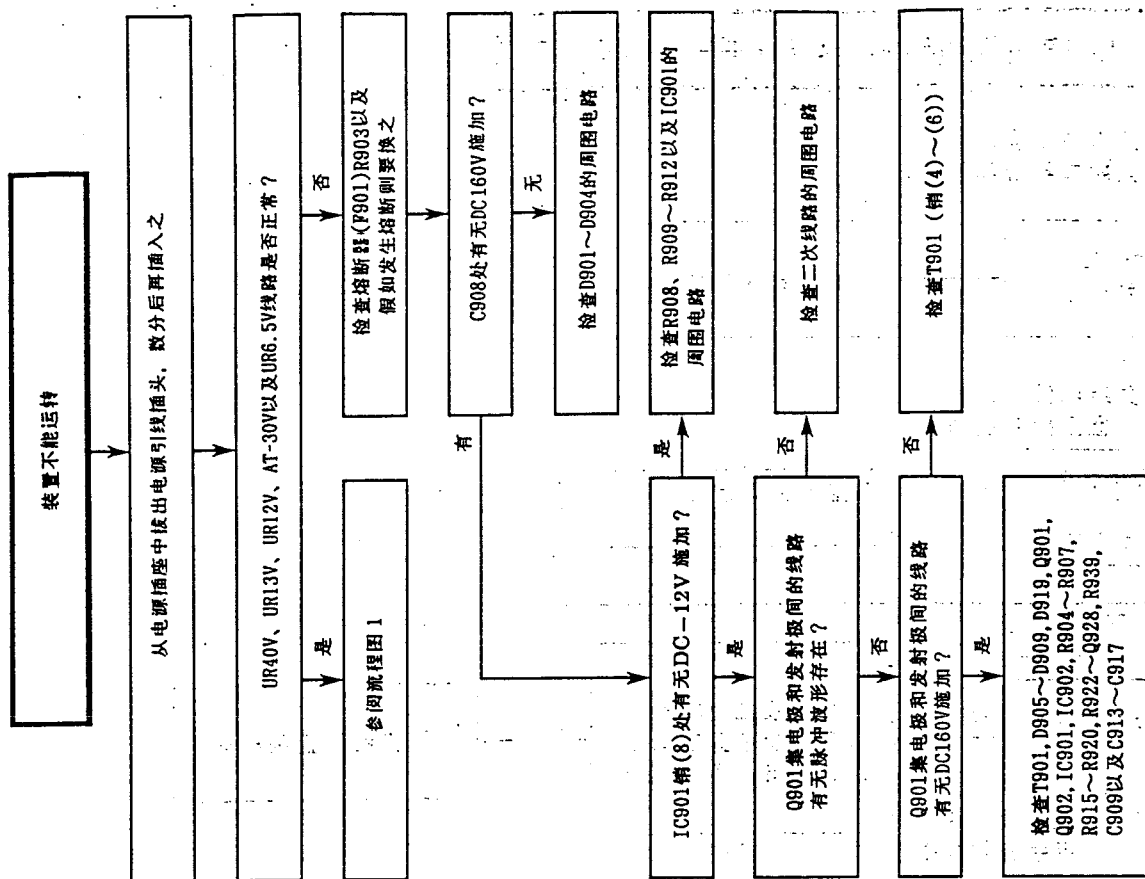 装置不能运转
从电源插座中拔出电源引线插头，数分后再插入之
UR40V、UR13V、UR12V、AT-30V以及UR6.5V线路是否正常？
是
否
参阅流程图1
检查熔断器(F901)R903以及
假如发生熔断则要换之
C908处有无DC160V施加？
有
无
检查D901～D904的周围电路
IC901销(8)处有无DC-12V施加？
是
检查R908、R909～R912以及IC901的
周围电路
是
Q901集电极和发射极间的线路
有无脉冲波形存在？
否
检查二次线路的周围电路
否
Q901集电极和发射极间的线路
有无DC160V施加？
否
检查T901（销(4)～(6)）
是
检查T901,D905～D909,D919,Q901,
Q902,IC901,IC902,R904～R907,
R915～R920,R922～Q928,R939,
C909以及C913～C917